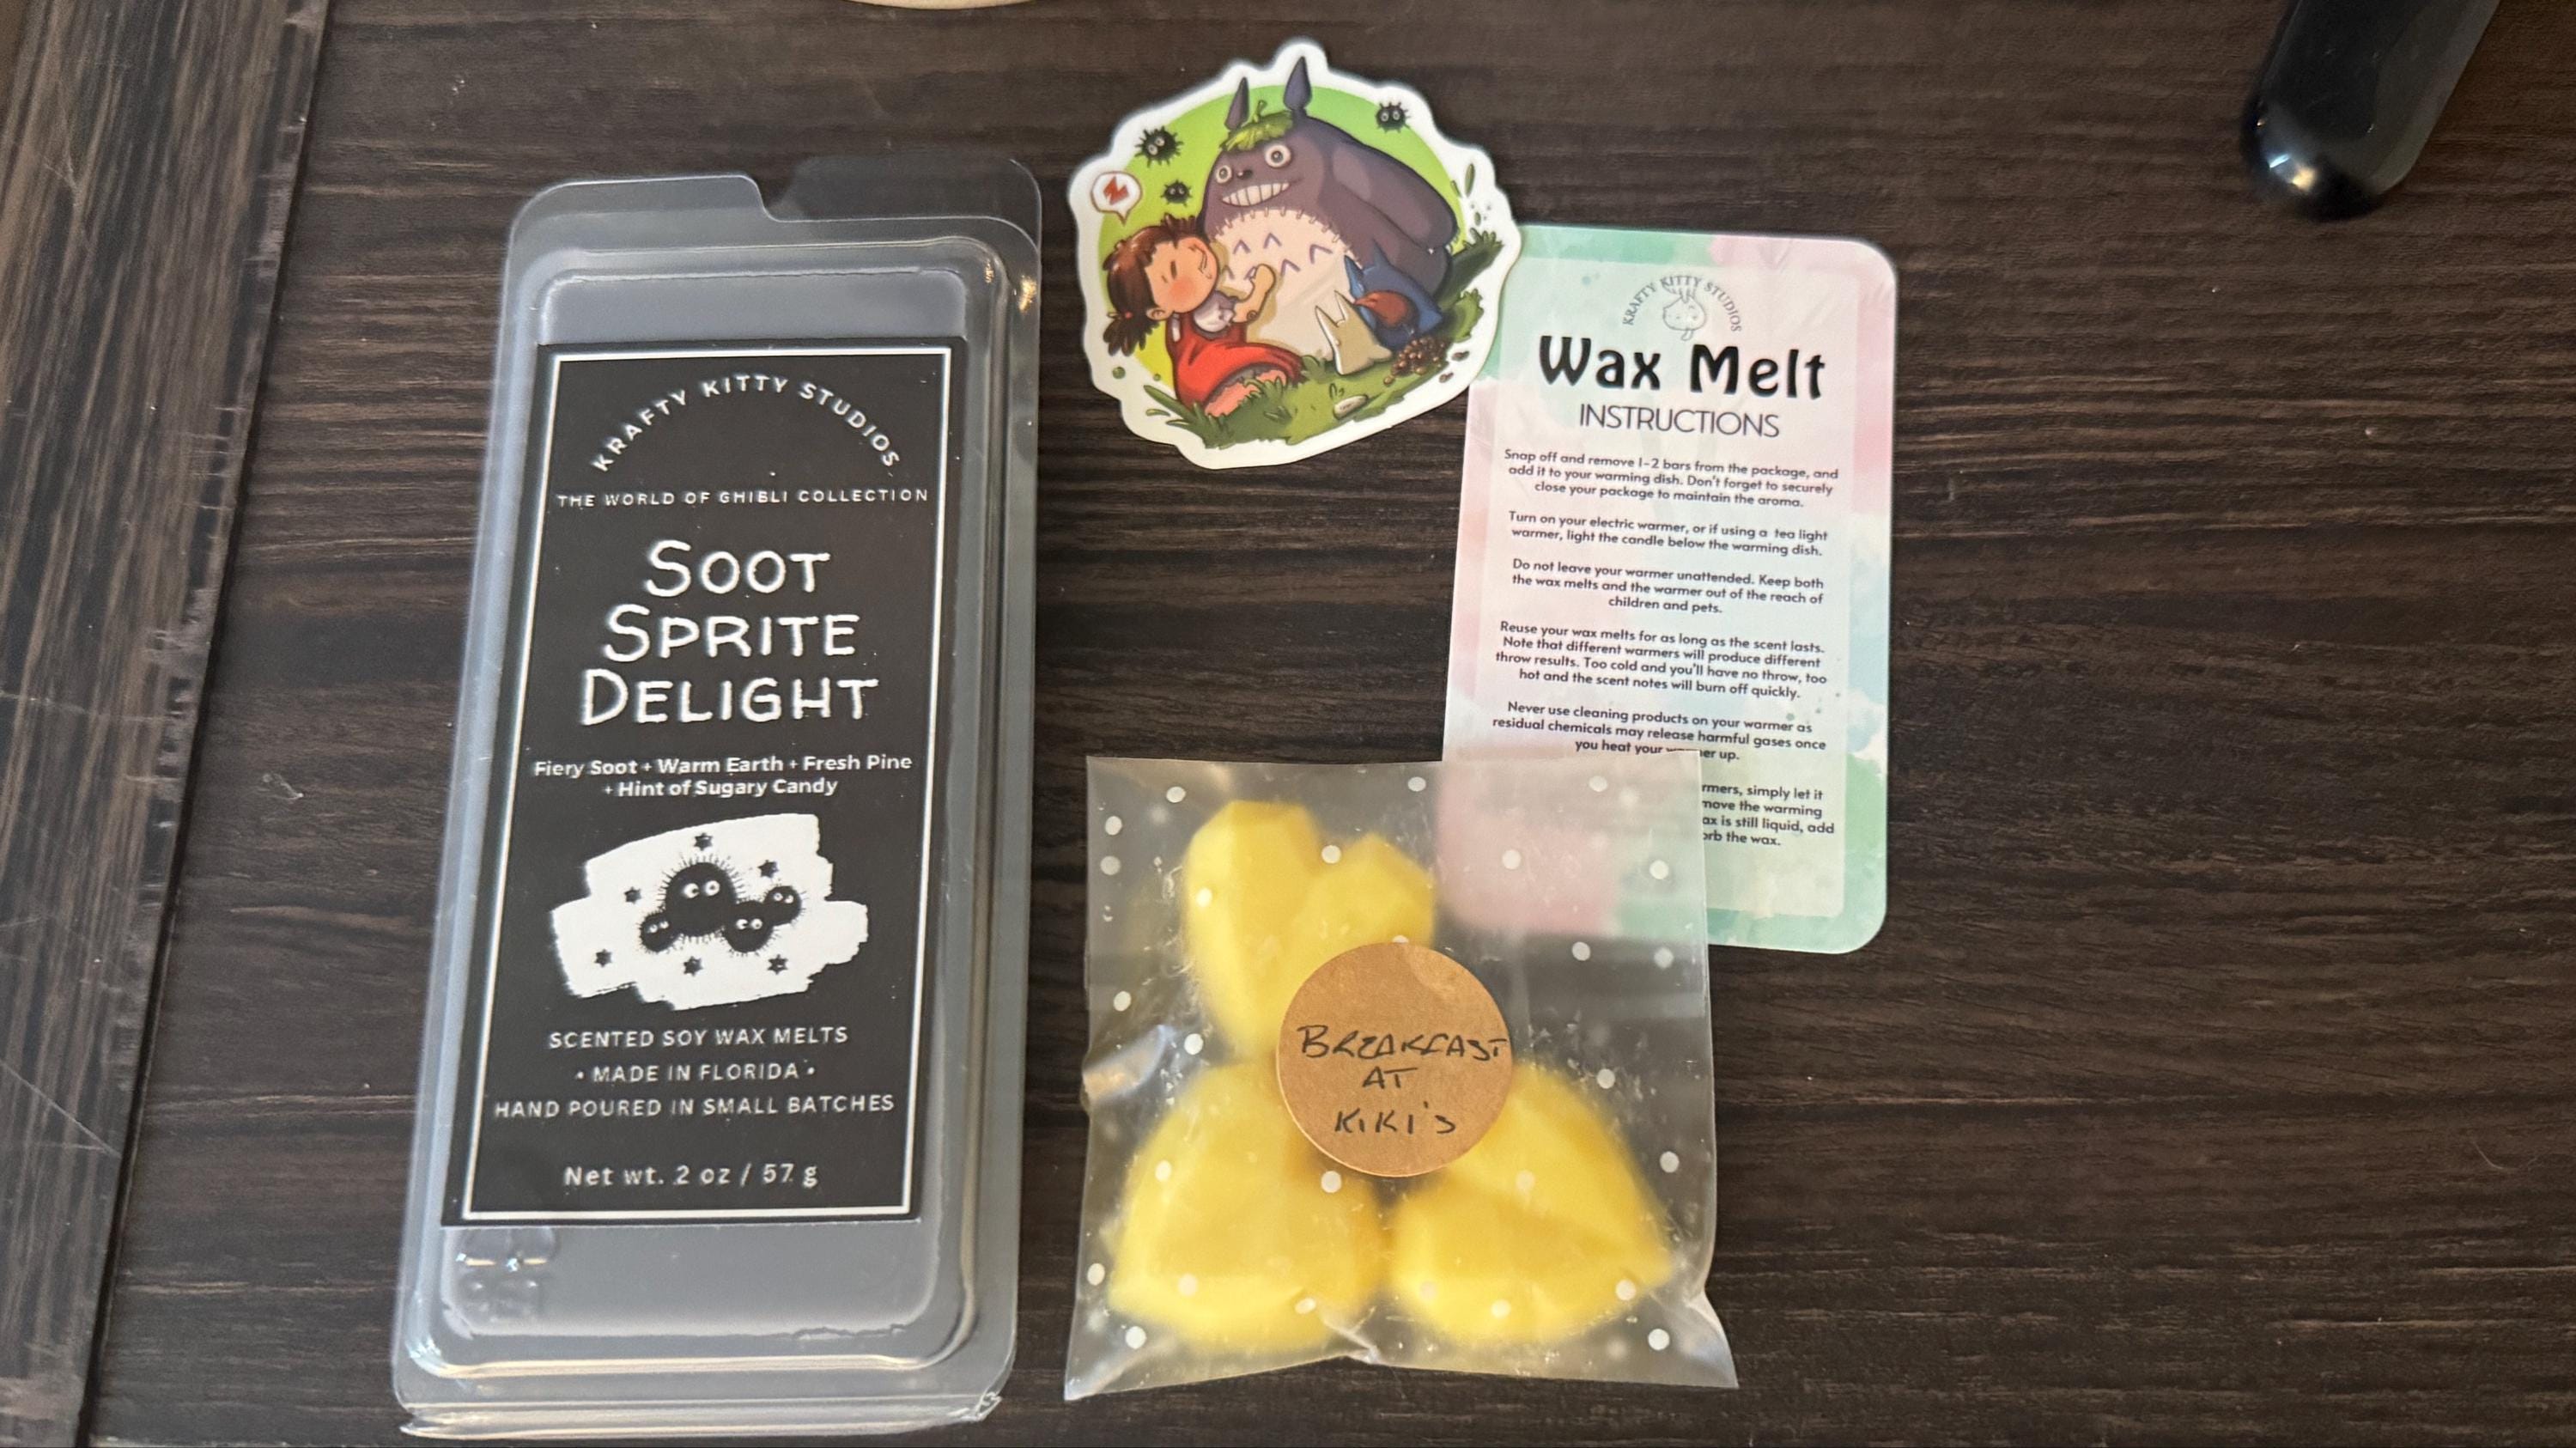 KRAFTY KITTY STUDIOS
THE WORLD OF GHIBLI COLLECTION
SOOT
SPRITE
DELIGHT
Fiery Soot + Warm Earth + Fresh Pine
+ Hint of Sugary Candy
SCENTED SOY WAX MELTS
• MADE IN FLORIDA •
HAND POURED IN SMALL BATCHES
Net wt. 2 oz / 57 g
KRAFTY KITTY STUDIOS
Wax Melt
INSTRUCTIONS
Snap off and remove 1-2 bars from the package, and
add it to your warming dish. Don't forget to securely
close your package to maintain the aroma.
Turn on your electric warmer, or if using a tea light
warmer, light the candle below the warming dish.
Do not leave your warmer unattended. Keep both
the wax melts and the warmer out of the reach of
children and pets.
Reuse your wax melts for as long as the scent lasts.
Note that different warmers will produce different
throw results. Too cold and you'll have no throw, too
hot and the scent notes will burn off quickly.
Never use cleaning products on your warmer as
residual chemicals may release harmful gases once
you heat your up.
simply let it
the warming
is still liquid, add
the wax.
BREAKFAST
AT
KIKI'S